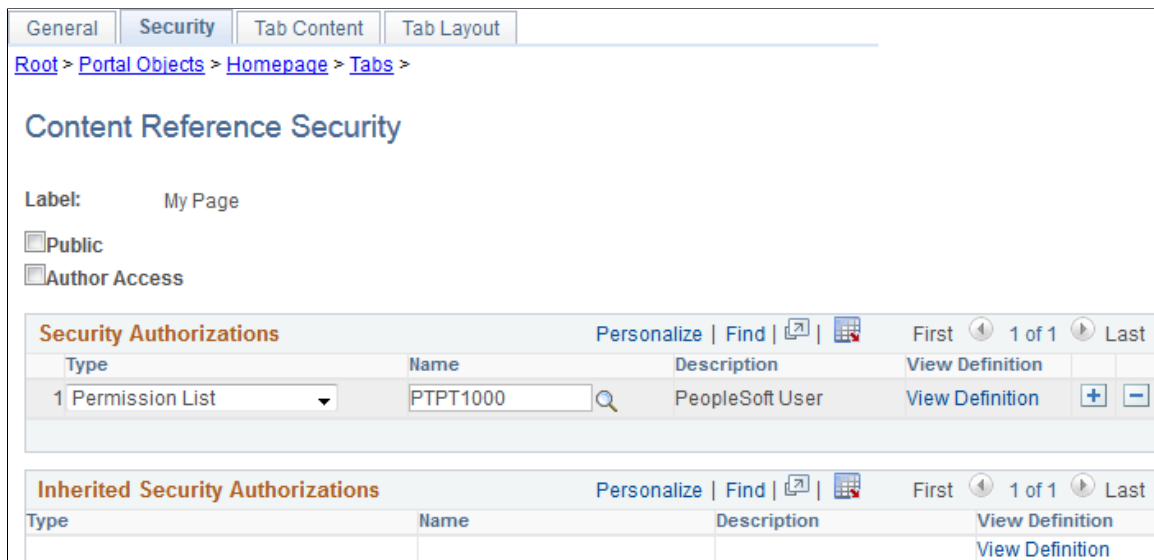 General Security Tab Content Tab Layout
Root > Portal Objects > Homepage > Tabs >
Content Reference Security
Label: My Page
Public
Author Access
Security Authorizations Personalize | Find | | First 1 of 1 Last
Type Name Description View Definition
1 Permission List PTPT1000 PeopleSoft User View Definition + -
Inherited Security Authorizations Personalize | Find | | First 1 of 1 Last
Type Name Description View Definition
View Definition